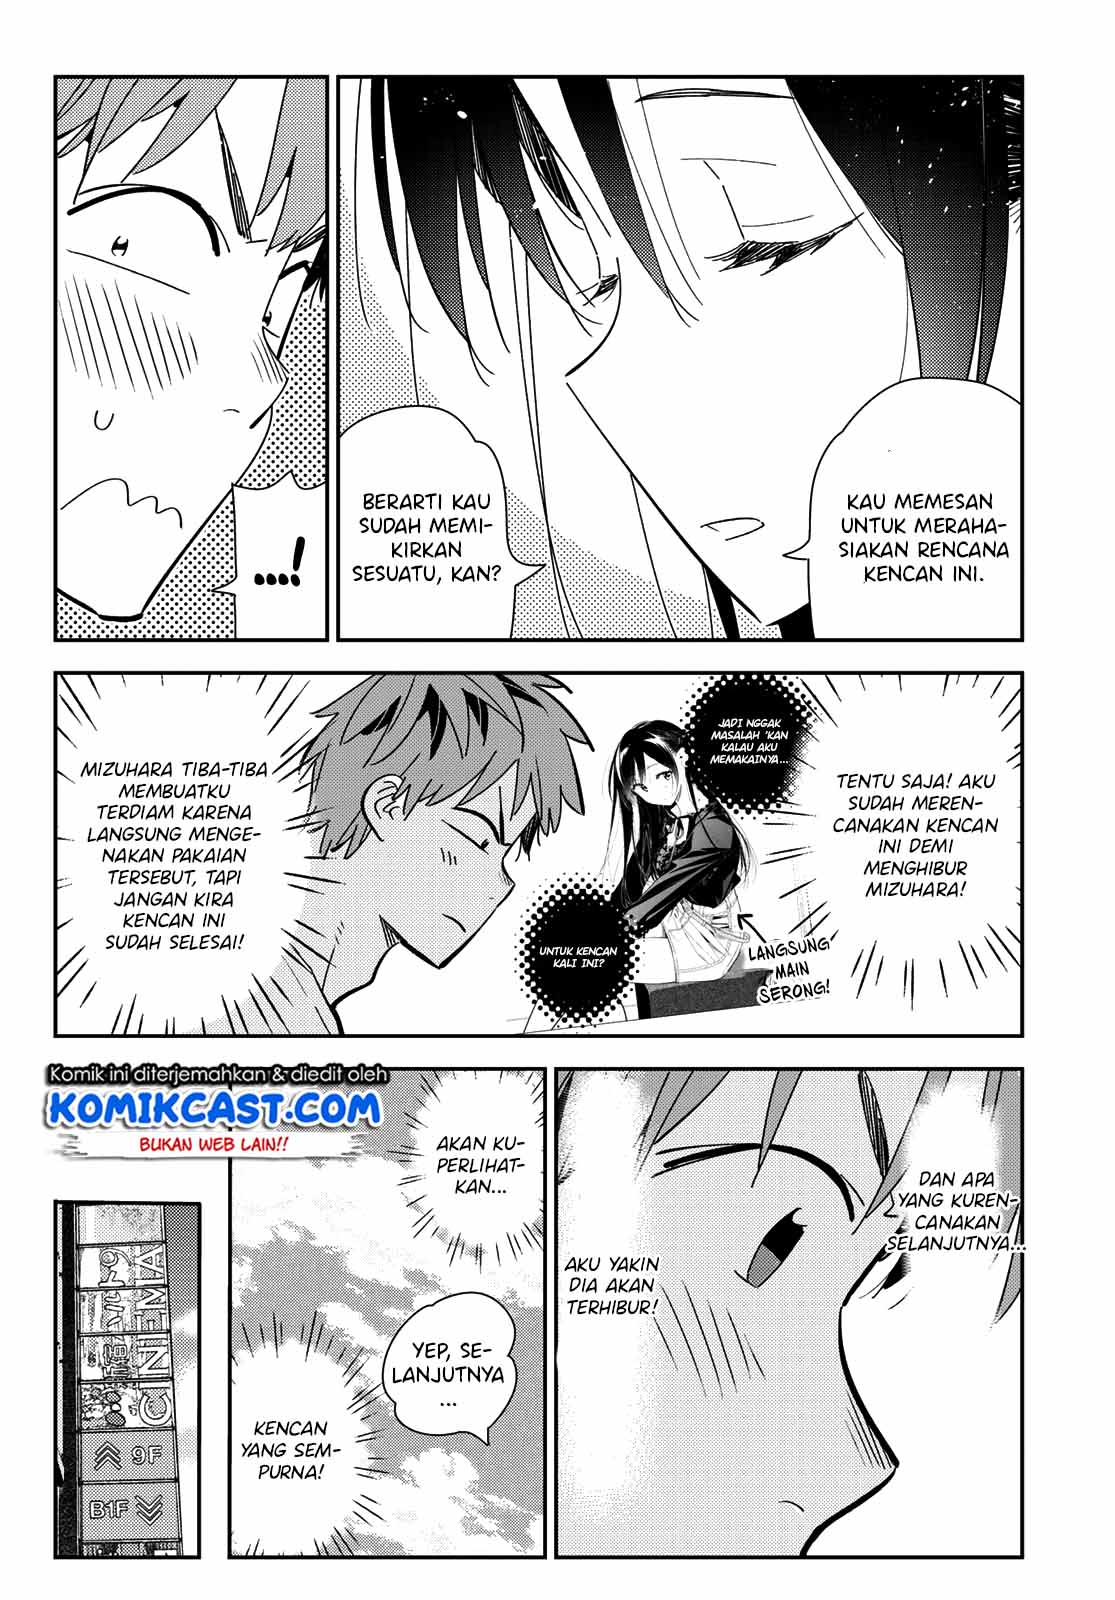 KAU MEMESAN
UNTUK MERAHA-
SIAKAN RENCANA
KENCAN INI.
BERARTI KAU
SUDAH MEMI-
KIRKAN
SESUATU, KAN?
....!
TENTU SAJA! AKU
SUDAH MEREN-
CANAKAN KENCAN
INI DEMI
MENGHIBUR
MIZUHARA!
JADI NGGAK
MASALAH 'KAN
KALAU AKU
MEMAKAINYA...
UNTUK KENCAN
KALI INI?
LANGSUNG
MAIN
SERONG!
MIZUHARA TIBA-TIBA
MEMBUATKU
TERDIAM KARENA
LANGSUNG MENGE-
NAKAN PAKAIAN
TERSEBUT, TAPI
JANGAN KIRA
KENCAN INI
SUDAH SELESAI!
DAN APA
YANG KUREN-
CANAKAN
SELANJUTNYA...
AKU YAKIN
DIA AKAN
TERHIBUR!
AKAN KU-
PERLIHAT-
KAN...
YEP, SE-
LANJUTNYA
...
KENCAN
YANG SEM-
PURNA!
Komik ini diterjemahkan & diedit oleh
KOMIKCAST.COM
BUKAN WEB LAIN!!
CINEMA
9F
B1F